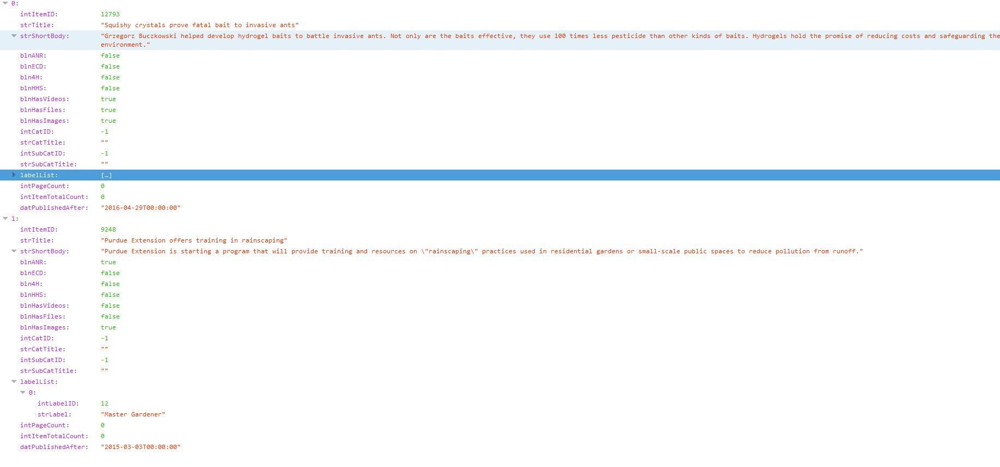 0:
intItemID: 12793
strTitle: "Squishy crystals prove fatal bait to invasive ants"
strShortBody: "Grzegorz Buczkowski helped develop hydrogel baits to battle invasive ants. Not only are the baits effective, they use 100 times less pesticide than other kinds of baits. Hydrogels hold the promise of reducing costs and safeguarding the
environment."
blnANR: false
blnECD: false
bln4H: false
blnHHS: false
blnHasVideos: true
blnHasFiles: true
blnHasImages: true
intCatID: -1
strCatTitle: ""
intSubCatID: -1
strSubCatTitle: ""
labelList: […]
intPageCount: 0
intItemTotalCount: 0
datPublishedAfter: "2016-04-29T00:00:00"
1:
intItemID: 9248
strTitle: "Purdue Extension offers training in rainscaping"
strShortBody: "Purdue Extension is starting a program that will provide training and resources on \"rainscaping\" practices used in residential gardens or small-scale public spaces to reduce pollution from runoff."
blnANR: true
blnECD: false
bln4H: false
blnHHS: false
blnHasVideos: false
blnHasFiles: false
blnHasImages: true
intCatID: -1
strCatTitle: ""
intSubCatID: -1
strSubCatTitle: ""
labelList:
0:
intLabelID: 12
strLabel: "Master Gardener"
intPageCount: 0
intItemTotalCount: 0
datPublishedAfter: "2015-03-03T00:00:00"